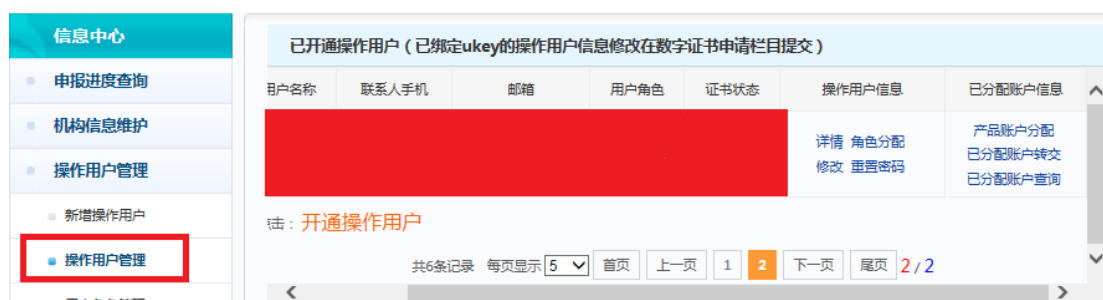 信息中心
申报进度查询
机构信息维护
操作用户管理
新增操作用户
操作用户管理
已开通操作用户（已绑定ukey的操作用户信息修改在数字证书申请栏目提交）
用户名称 联系人手机 邮箱 用户角色 证书状态 操作用户信息 已分配账户信息
详情 角色分配
修改 重置密码
产品账户分配
已分配账户转交
已分配账户查询
击：开通操作用户
共6条记录 每页显示 5 首页 上一页 1 2 下一页 尾页 2 / 2